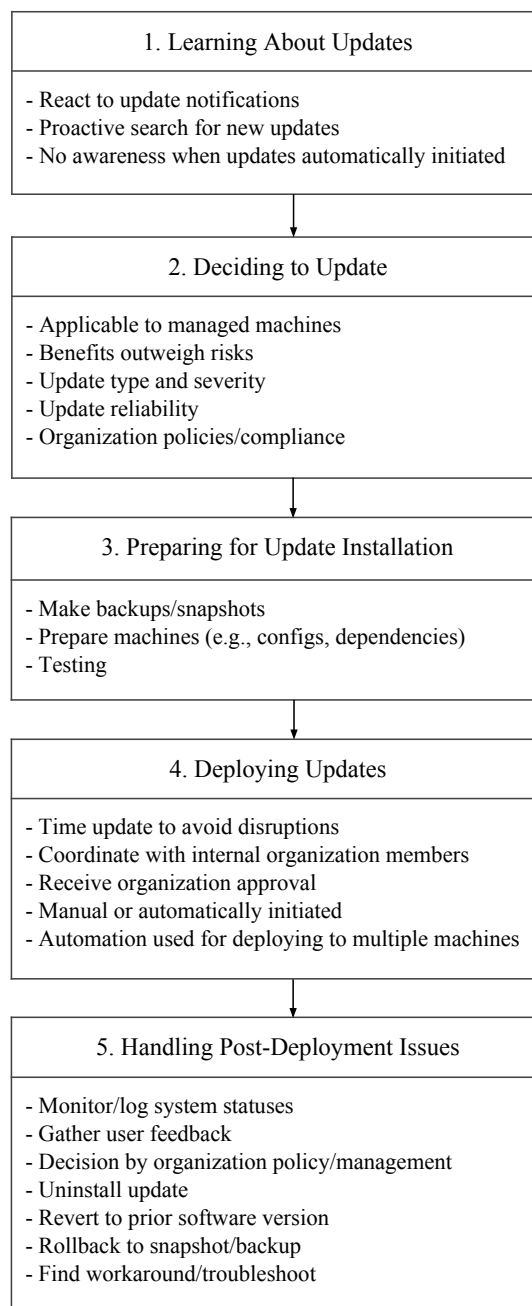 1. Learning About Updates
- React to update notifications
- Proactive search for new updates
- No awareness when updates automatically initiated
2. Deciding to Update
- Applicable to managed machines
- Benefits outweigh risks
- Update type and severity
- Update reliability
- Organization policies/compliance
3. Preparing for Update Installation
- Make backups/snapshots
- Prepare machines (e.g., configs, dependencies)
- Testing
4. Deploying Updates
- Time update to avoid disruptions
- Coordinate with internal organization members
- Receive organization approval
- Manual or automatically initiated
- Automation used for deploying to multiple machines
5. Handling Post-Deployment Issues
- Monitor/log system statuses
- Gather user feedback
- Decision by organization policy/management
- Uninstall update
- Revert to prior software version
- Rollback to snapshot/backup
- Find workaround/troubleshoot